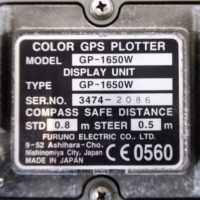 COLOR GPS PLOTTER
MODEL GP-1650W
DISPLAY UNIT
TYPE GP-1650W
SER.NO. 3474-2086
COMPASS SAFE DISTANCE
STD 0.8 m STEER 0.5 m
FURUNO ELECTRIC CO., LTD.
9-52 Ashihara-Cho,
Nishinomiya City, Japan
MADE IN JAPAN
CE0560